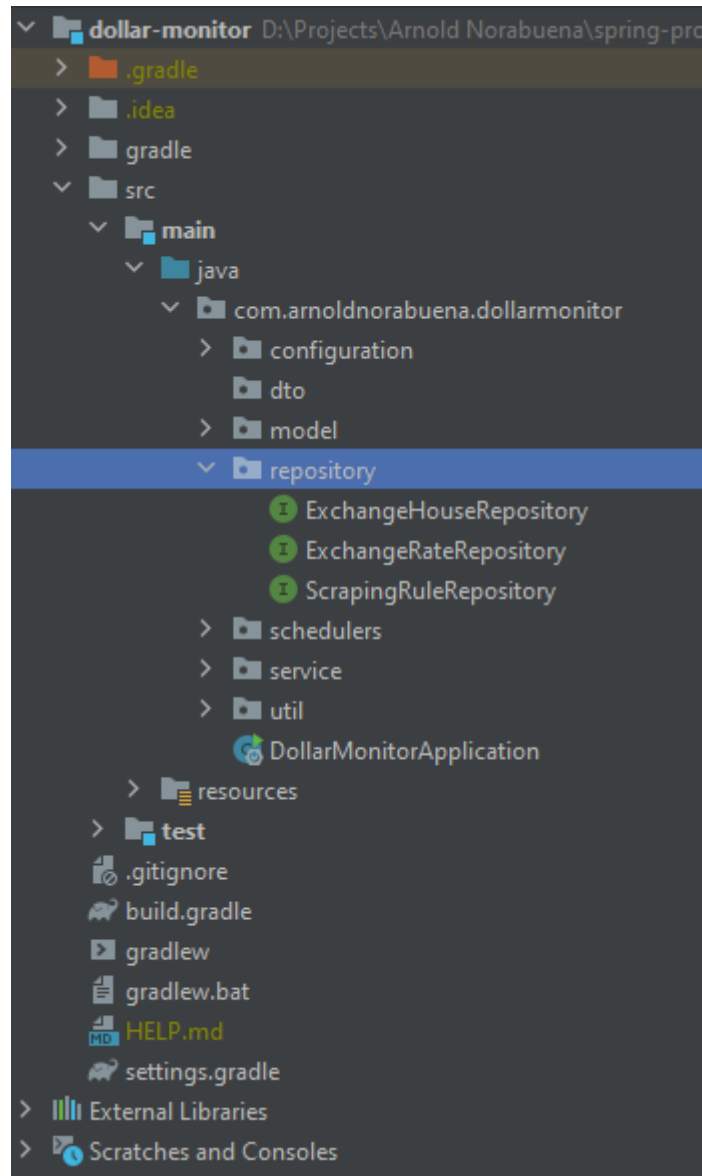 dollar-monitor D:\Projects\Arnold Norabuena\spring-pro
.gradle
.idea
gradle
src
main
java
com.arnoldnorabuena.dollarmonitor
configuration
dto
model
repository
I ExchangeHouseRepository
I ExchangeRateRepository
I ScrapingRuleRepository
schedulers
service
util
DollarMonitorApplication
resources
test
.gitignore
build.gradle
gradlew
gradlew.bat
MD HELP.md
settings.gradle
External Libraries
Scratches and Consoles